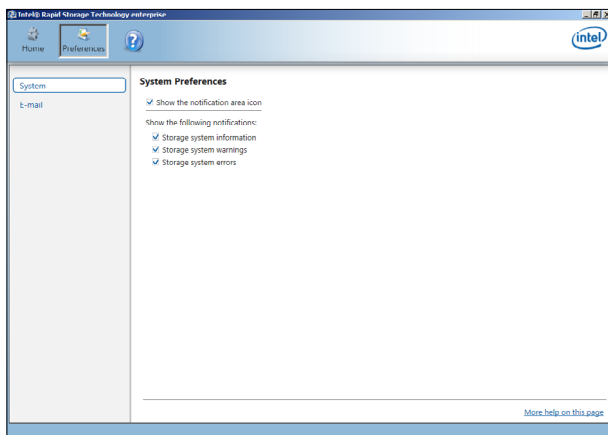 Intel® Rapid Storage Technology enterprise
Home
Preferences
?
intel
System
E-mail
System Preferences
Show the notification area icon
Show the following notifications:
Storage system information
Storage system warnings
Storage system errors
More help on this page